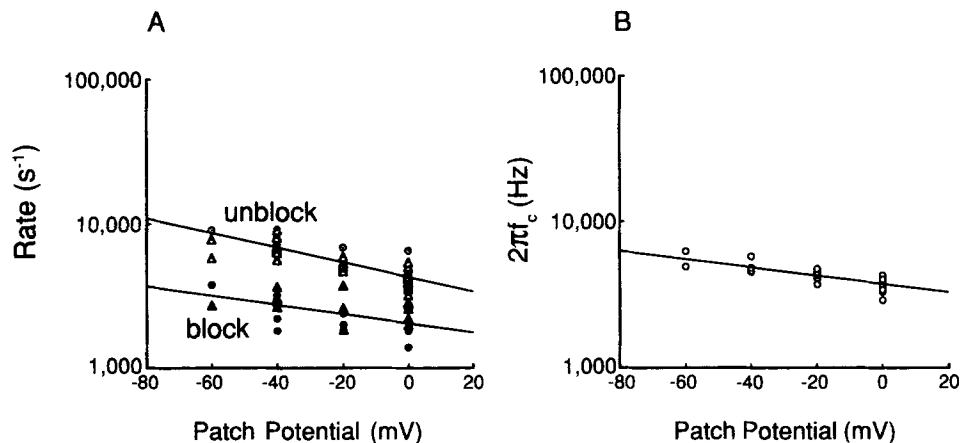 A
Rate (s⁻¹)
100,000
10,000
1,000
unblock
block
-80 -60 -40 -20 0 20
Patch Potential (mV)
B
2πf_c (Hz)
100,000
10,000
1,000
-80 -60 -40 -20 0 20
Patch Potential (mV)